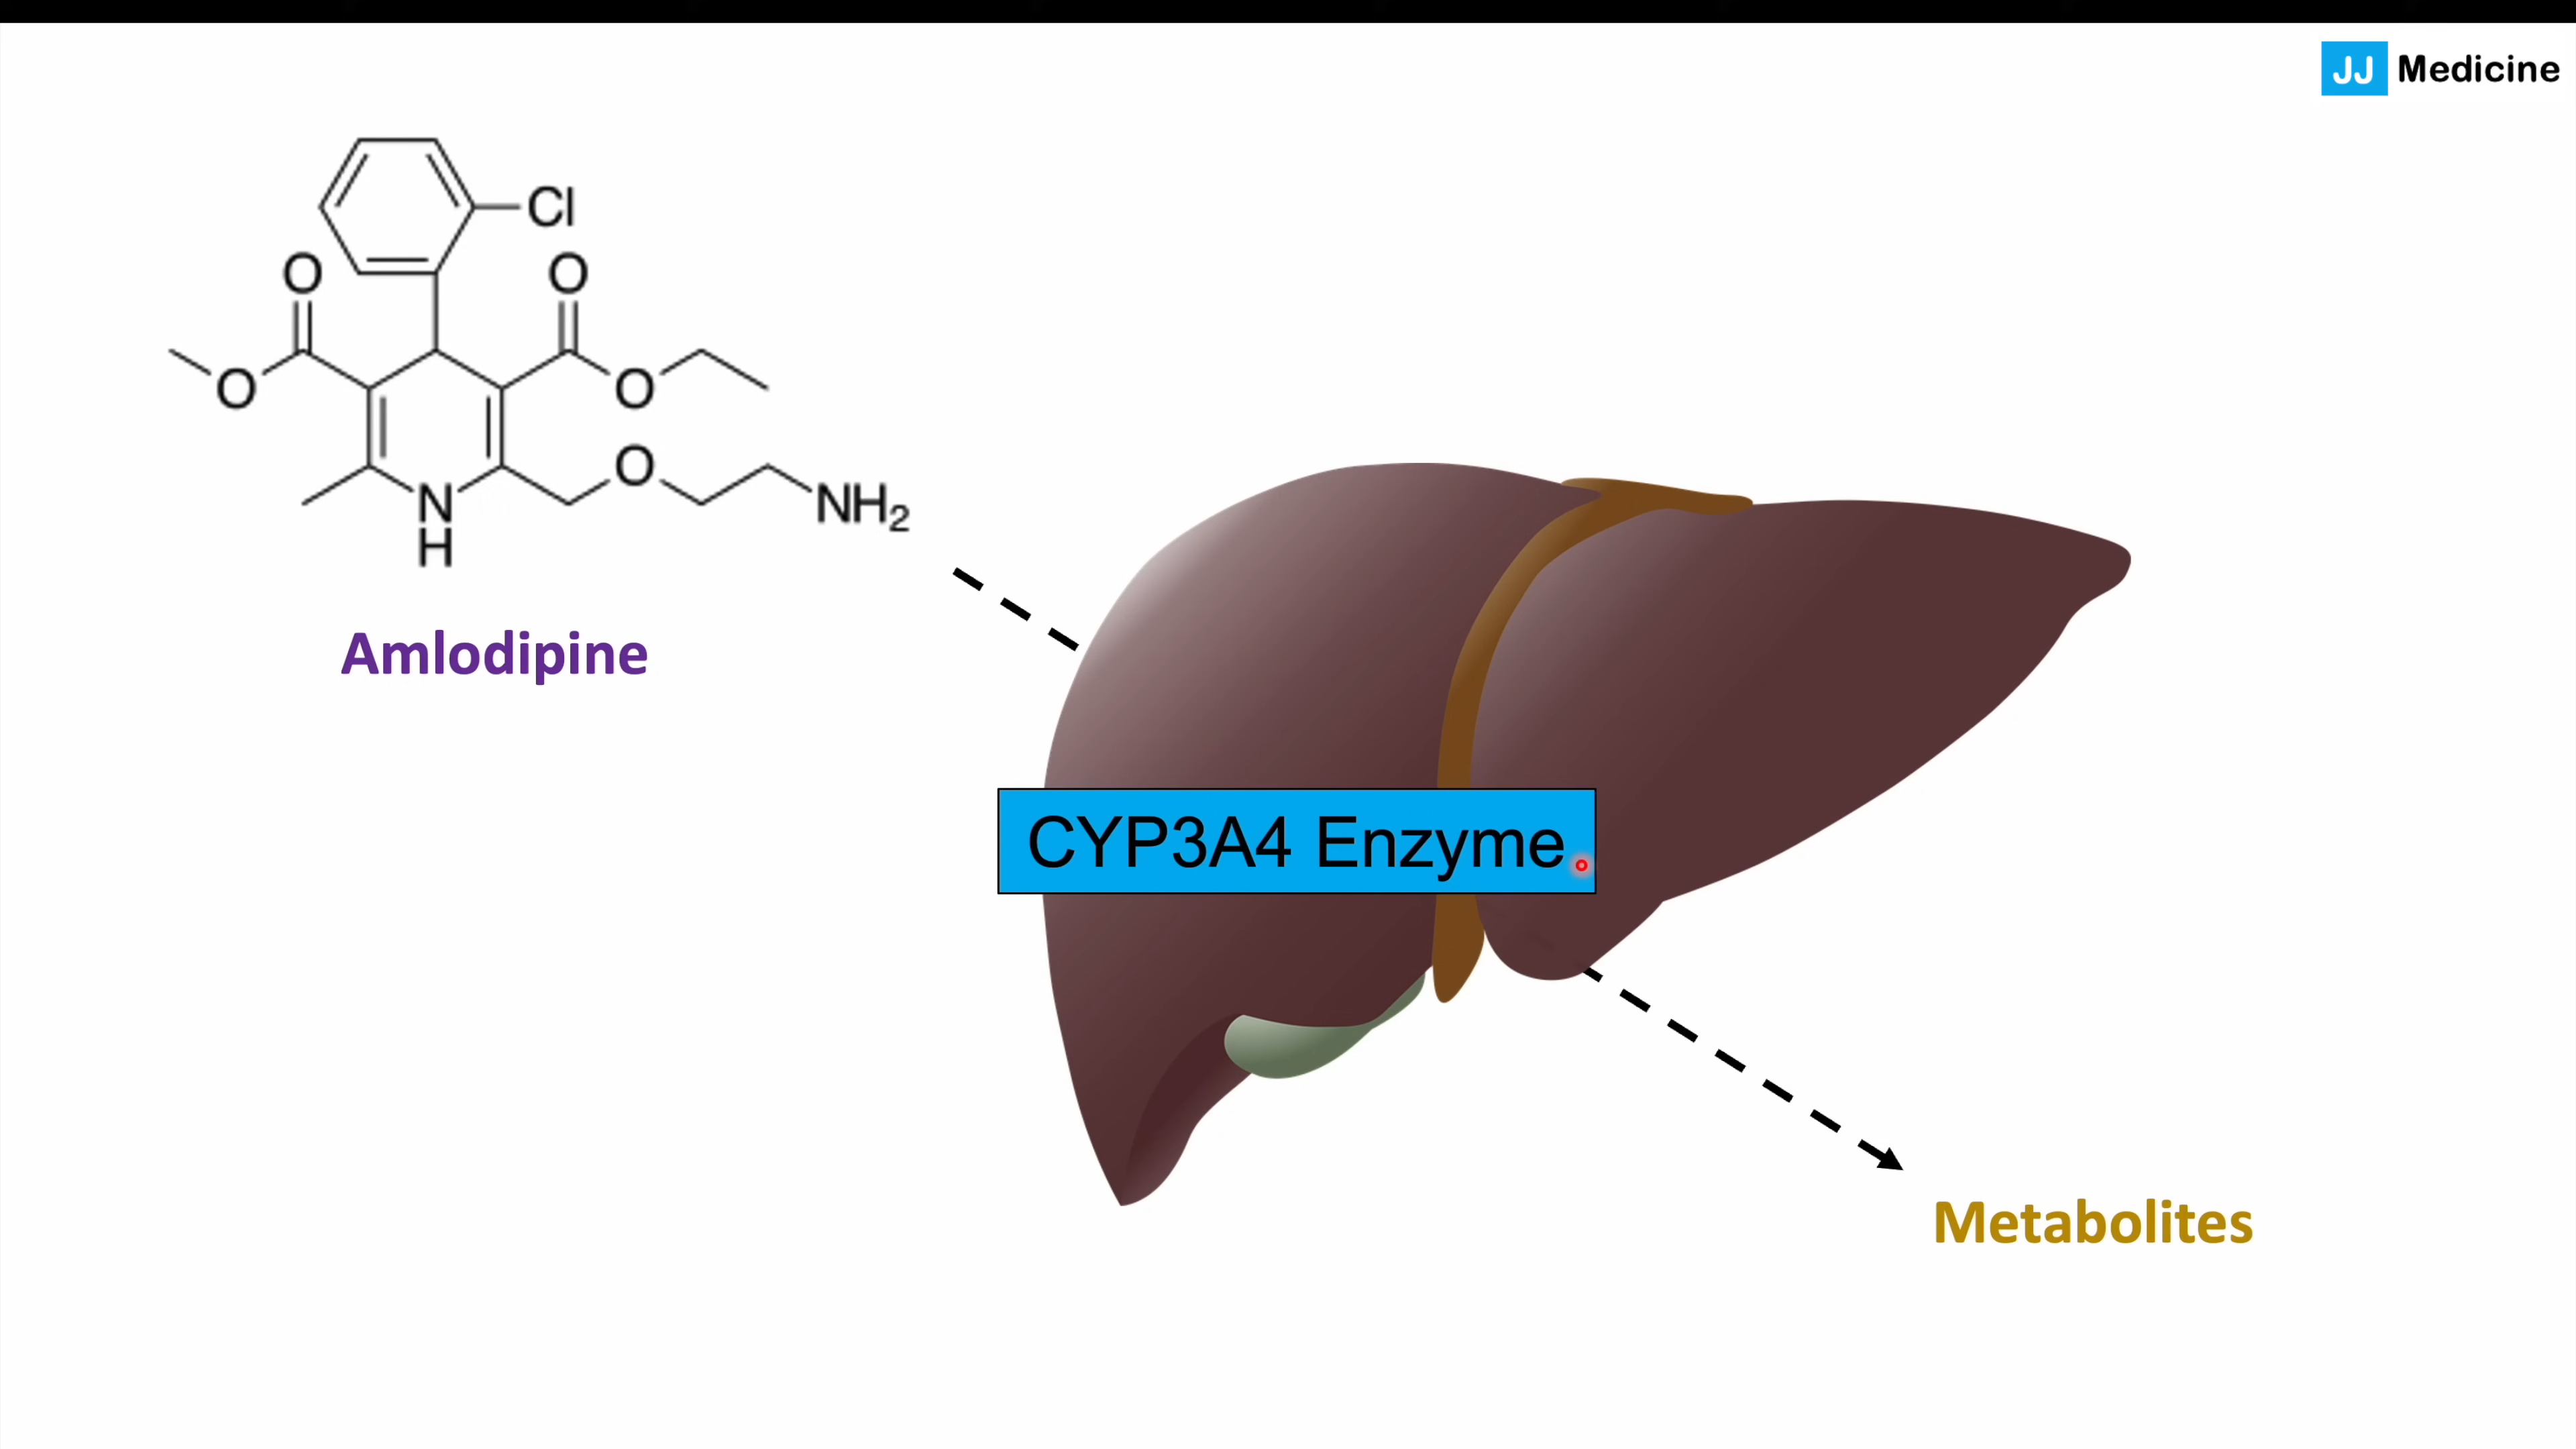 JJ Medicine
Cl
O
O
O
O
O
NH2
N
H
Amlodipine
CYP3A4 Enzyme
Metabolites